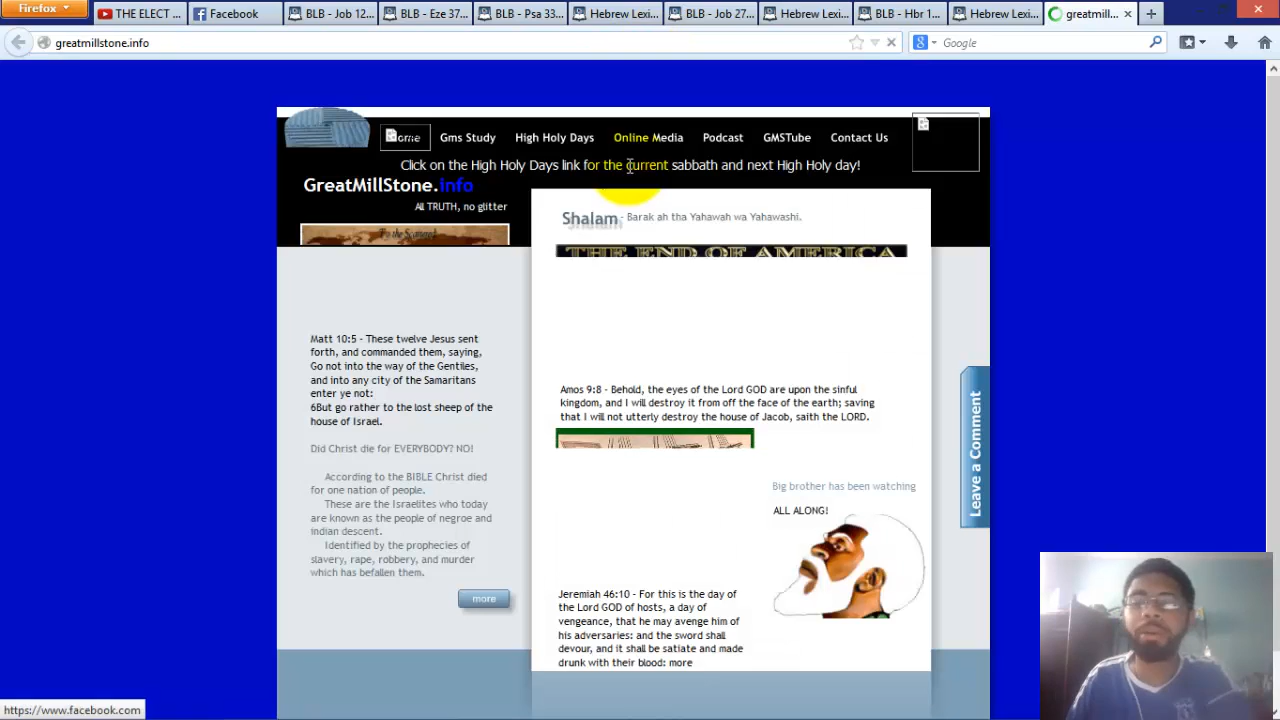 Firefox
THE ELECT ...
Facebook
BLB - Job 12...
BLB - Eze 37...
BLB - Psa 33...
Hebrew Lexi...
BLB - Job 27...
Hebrew Lexi...
BLB - Hbr 1...
Hebrew Lexi...
greatmill...
greatmillstone.info
Google
Gms Study
High Holy Days
Online Media
Podcast
GMSTube
Contact Us
Click on the High Holy Days link for the current sabbath and next High Holy day!
GreatMillStone.info
All TRUTH, no glitter
Shalam - Barak ah tha Yahawah wa Yahawashi.
THE END OF AMERICA
Matt 10:5 - These twelve Jesus sent
forth, and commanded them, saying,
Go not into the way of the Gentiles,
and into any city of the Samaritans
enter ye not:
6But go rather to the lost sheep of the
house of Israel.
Did Christ die for EVERYBODY? NO!
According to the BIBLE Christ died
for one nation of people.
These are the Israelites who today
are known as the people of negroe and
indian descent.
Identified by the prophecies of
slavery, rape, robbery, and murder
which has befallen them.
more
Amos 9:8 - Behold, the eyes of the Lord GOD are upon the sinful
kingdom, and I will destroy it from off the face of the earth; saving
that I will not utterly destroy the house of Jacob, saith the LORD.
Big brother has been watching
ALL ALONG!
Jeremiah 46:10 - For this is the day of
the Lord GOD of hosts, a day of
vengeance, that he may avenge him of
his adversaries: and the sword shall
devour, and it shall be satiate and made
drunk with their blood: more
Leave a Comment
https://www.facebook.com